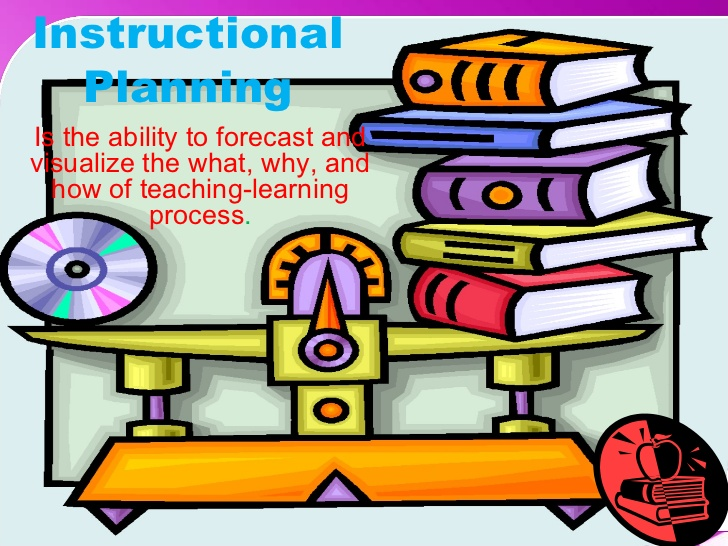 Instructional
Planning
Is the ability to forecast and
visualize the what, why, and
how of teaching-learning
process.